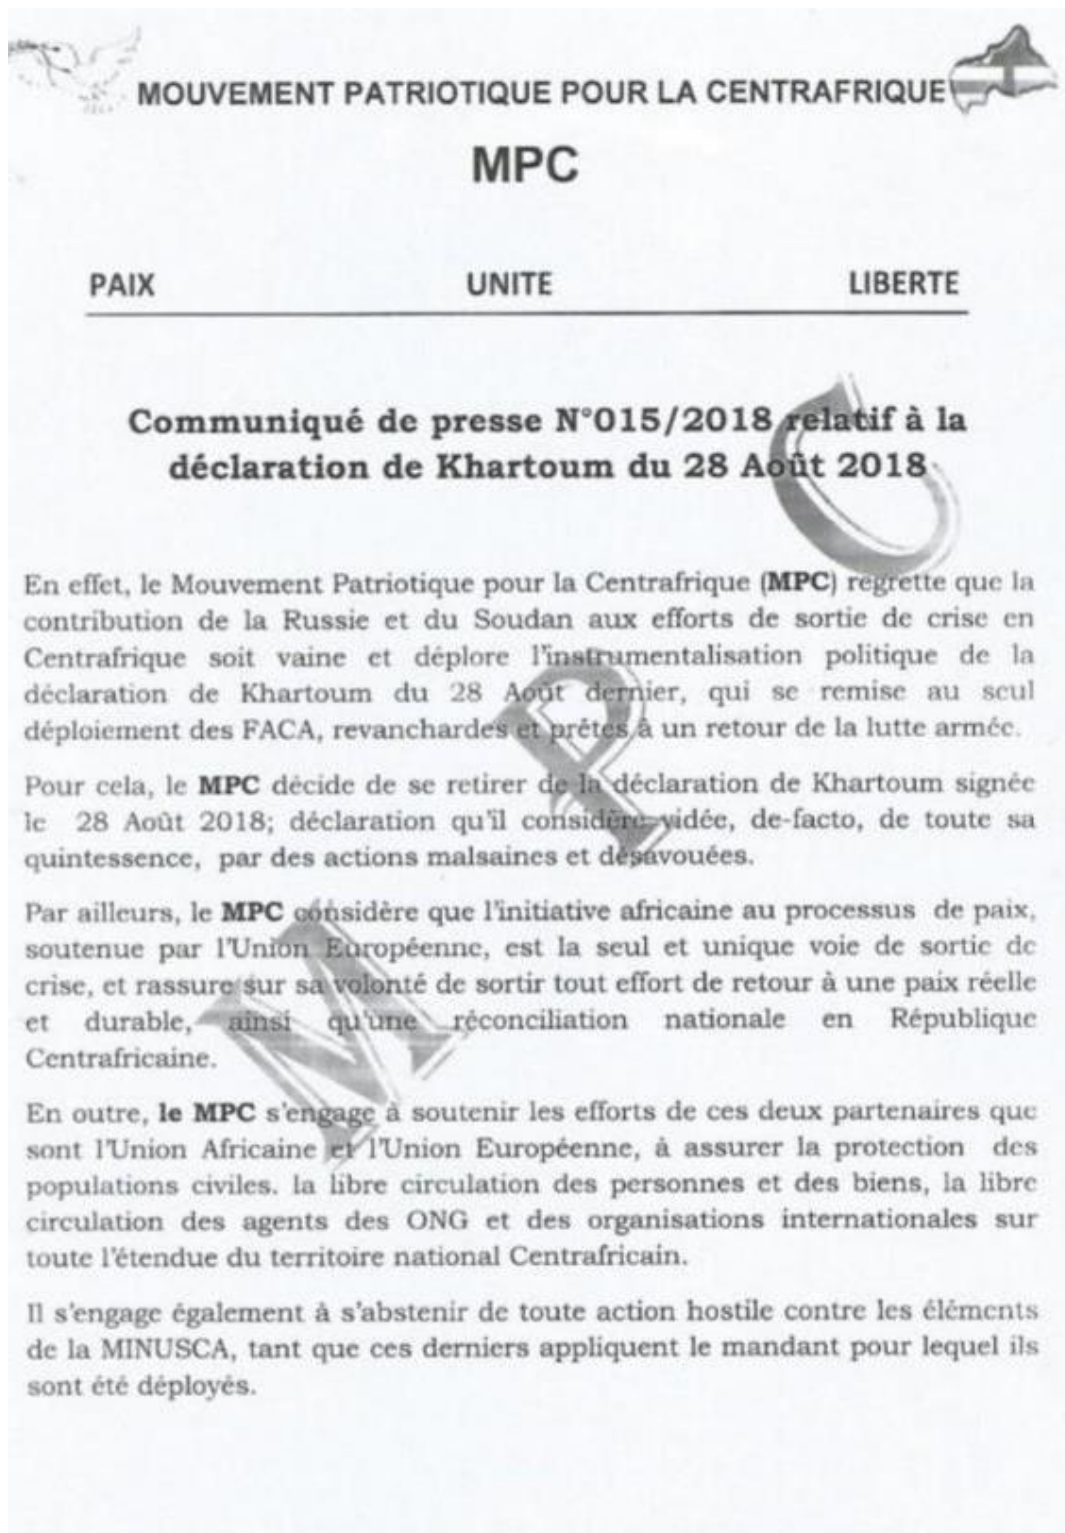 MOUVEMENT PATRIOTIQUE POUR LA CENTRAFRIQUE
MPC
PAIX UNITE LIBERTE
Communiqué de presse N°015/2018 relatif à la
déclaration de Khartoum du 28 Août 2018
En effet, le Mouvement Patriotique pour la Centrafrique (MPC) regrette que la
contribution de la Russie et du Soudan aux efforts de sortie de crise en
Centrafrique soit vaine et déplore l'instrumentalisation politique de la
déclaration de Khartoum du 28 Août dernier, qui se remise au seul
déploiement des FACA, revanchardes et prêtes à un retour de la lutte armée.
Pour cela, le MPC décide de se retirer de la déclaration de Khartoum signée
le 28 Août 2018; déclaration qu'il considère vidée, de-facto, de toute sa
quintessence, par des actions malsaines et désavouées.
Par ailleurs, le MPC considère que l'initiative africaine au processus de paix,
soutenue par l'Union Européenne, est la seul et unique voie de sortie de
crise, et rassure sur sa volonté de sortir tout effort de retour à une paix réelle
et durable, ainsi qu'une réconciliation nationale en République
Centrafricaine.
En outre, le MPC s'engage à soutenir les efforts de ces deux partenaires que
sont l'Union Africaine et l'Union Européenne, à assurer la protection des
populations civiles. la libre circulation des personnes et des biens, la libre
circulation des agents des ONG et des organisations internationales sur
toute l'étendue du territoire national Centrafricain.
Il s'engage également à s'abstenir de toute action hostile contre les éléments
de la MINUSCA, tant que ces derniers appliquent le mandant pour lequel ils
sont été déployés.
MPC